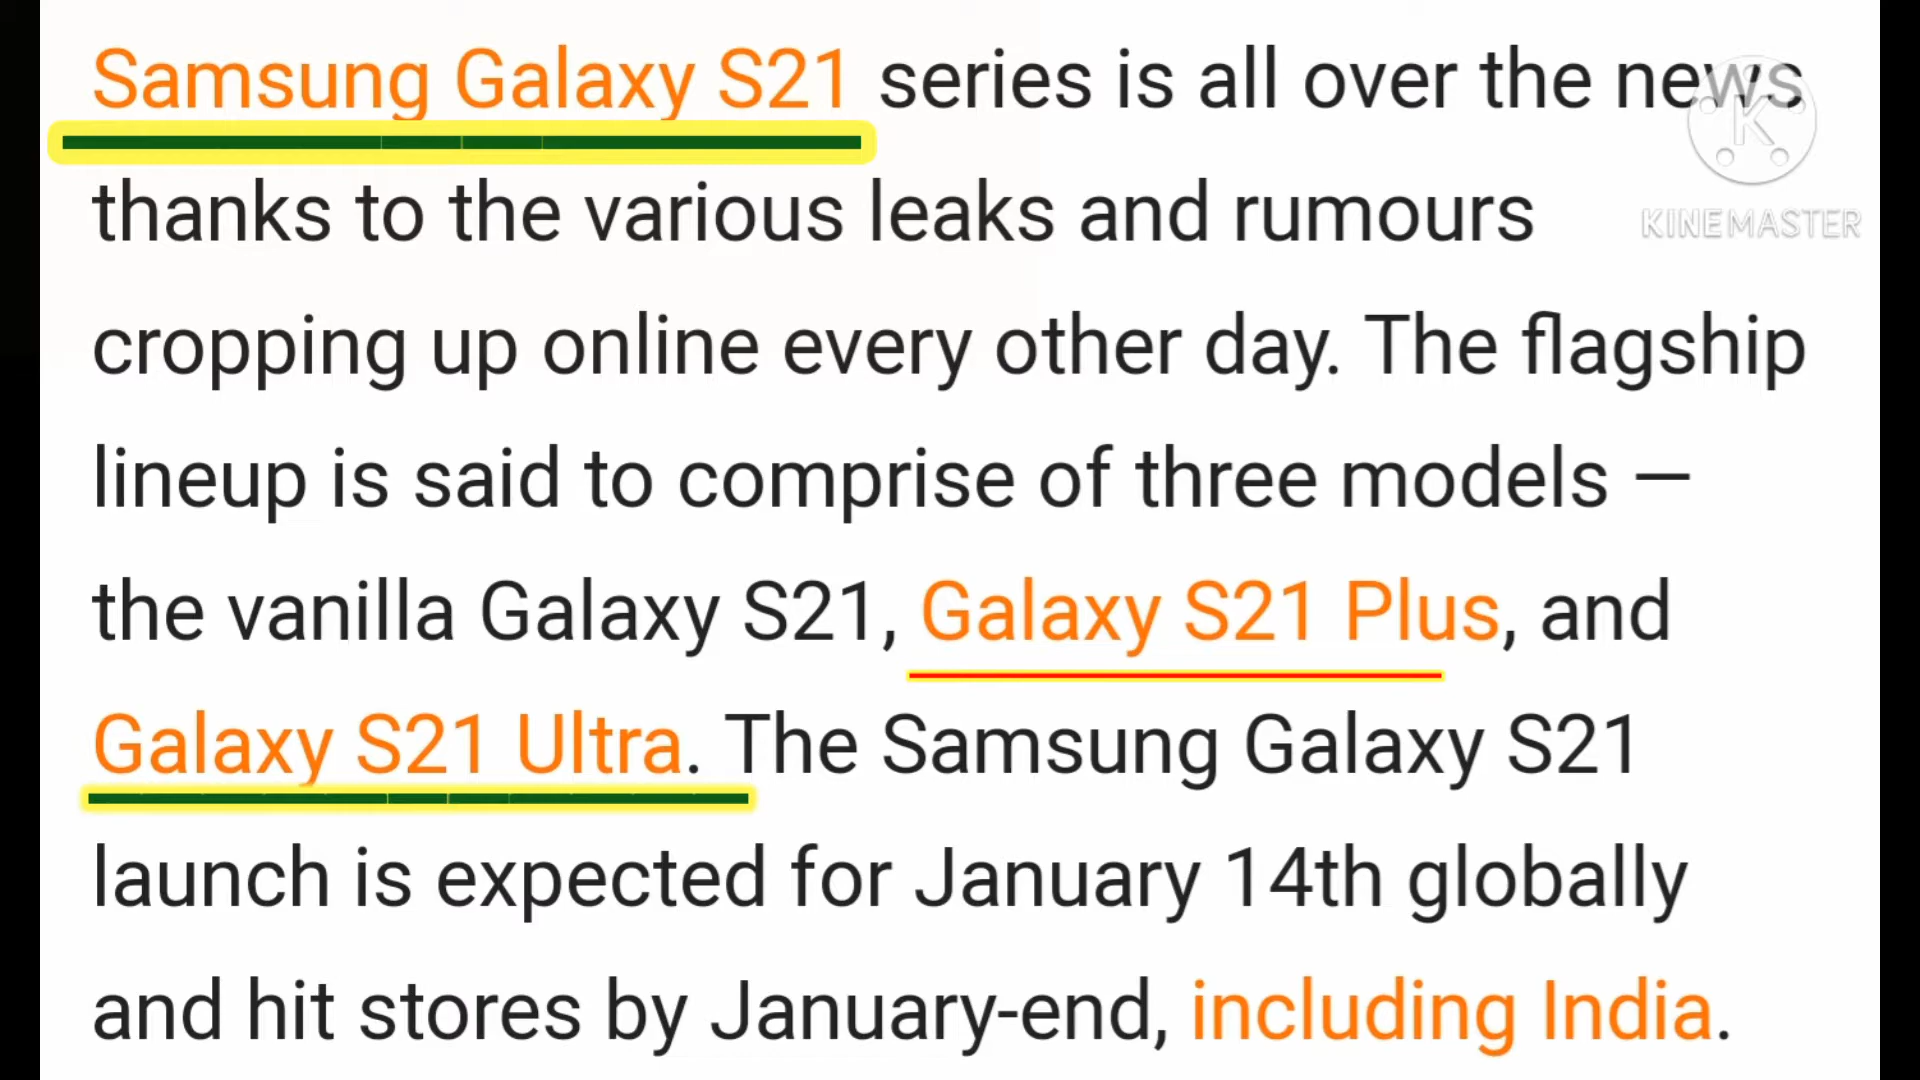 Samsung Galaxy S21 series is all over the news
thanks to the various leaks and rumours
cropping up online every other day. The flagship
lineup is said to comprise of three models —
the vanilla Galaxy S21, Galaxy S21 Plus, and
Galaxy S21 Ultra. The Samsung Galaxy S21
launch is expected for January 14th globally
and hit stores by January-end, including India.
K
KINEMASTER